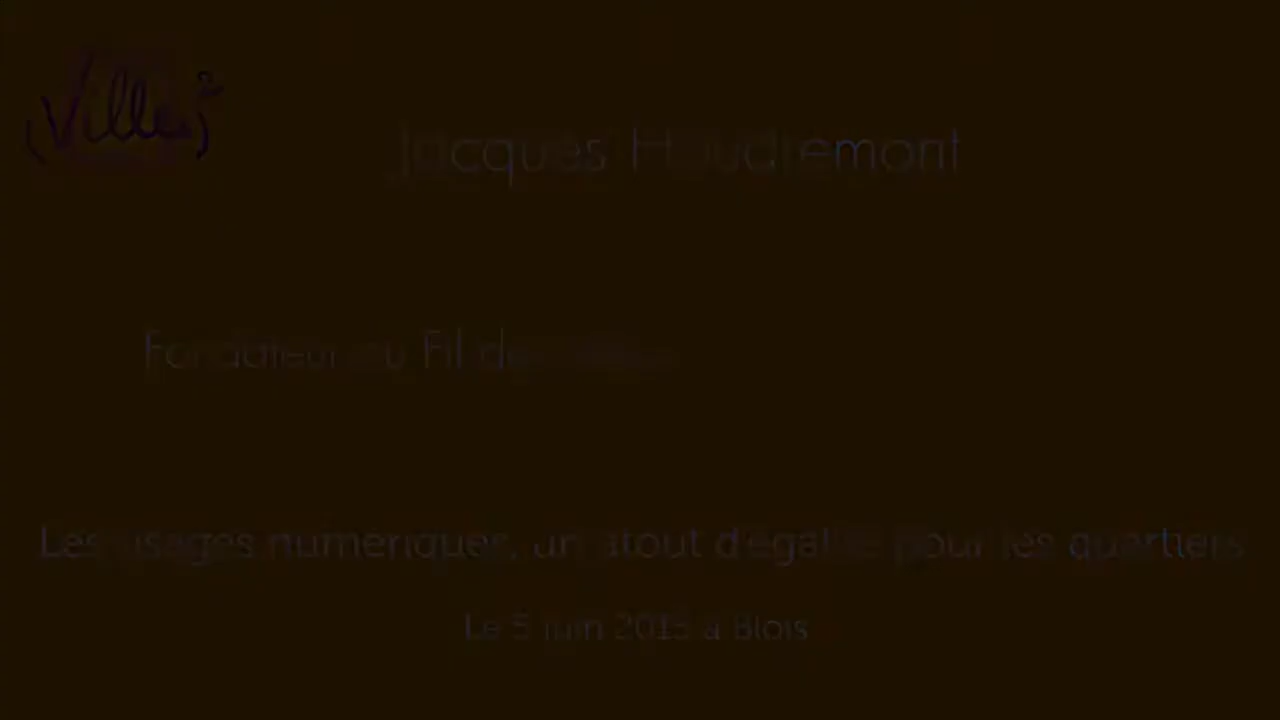 Villes
Jacques Houdremont
Fondateur du Fil des
Les usages numériques, un atout d'égalité pour les quartiers
Le 5 juin 2015 à Blois